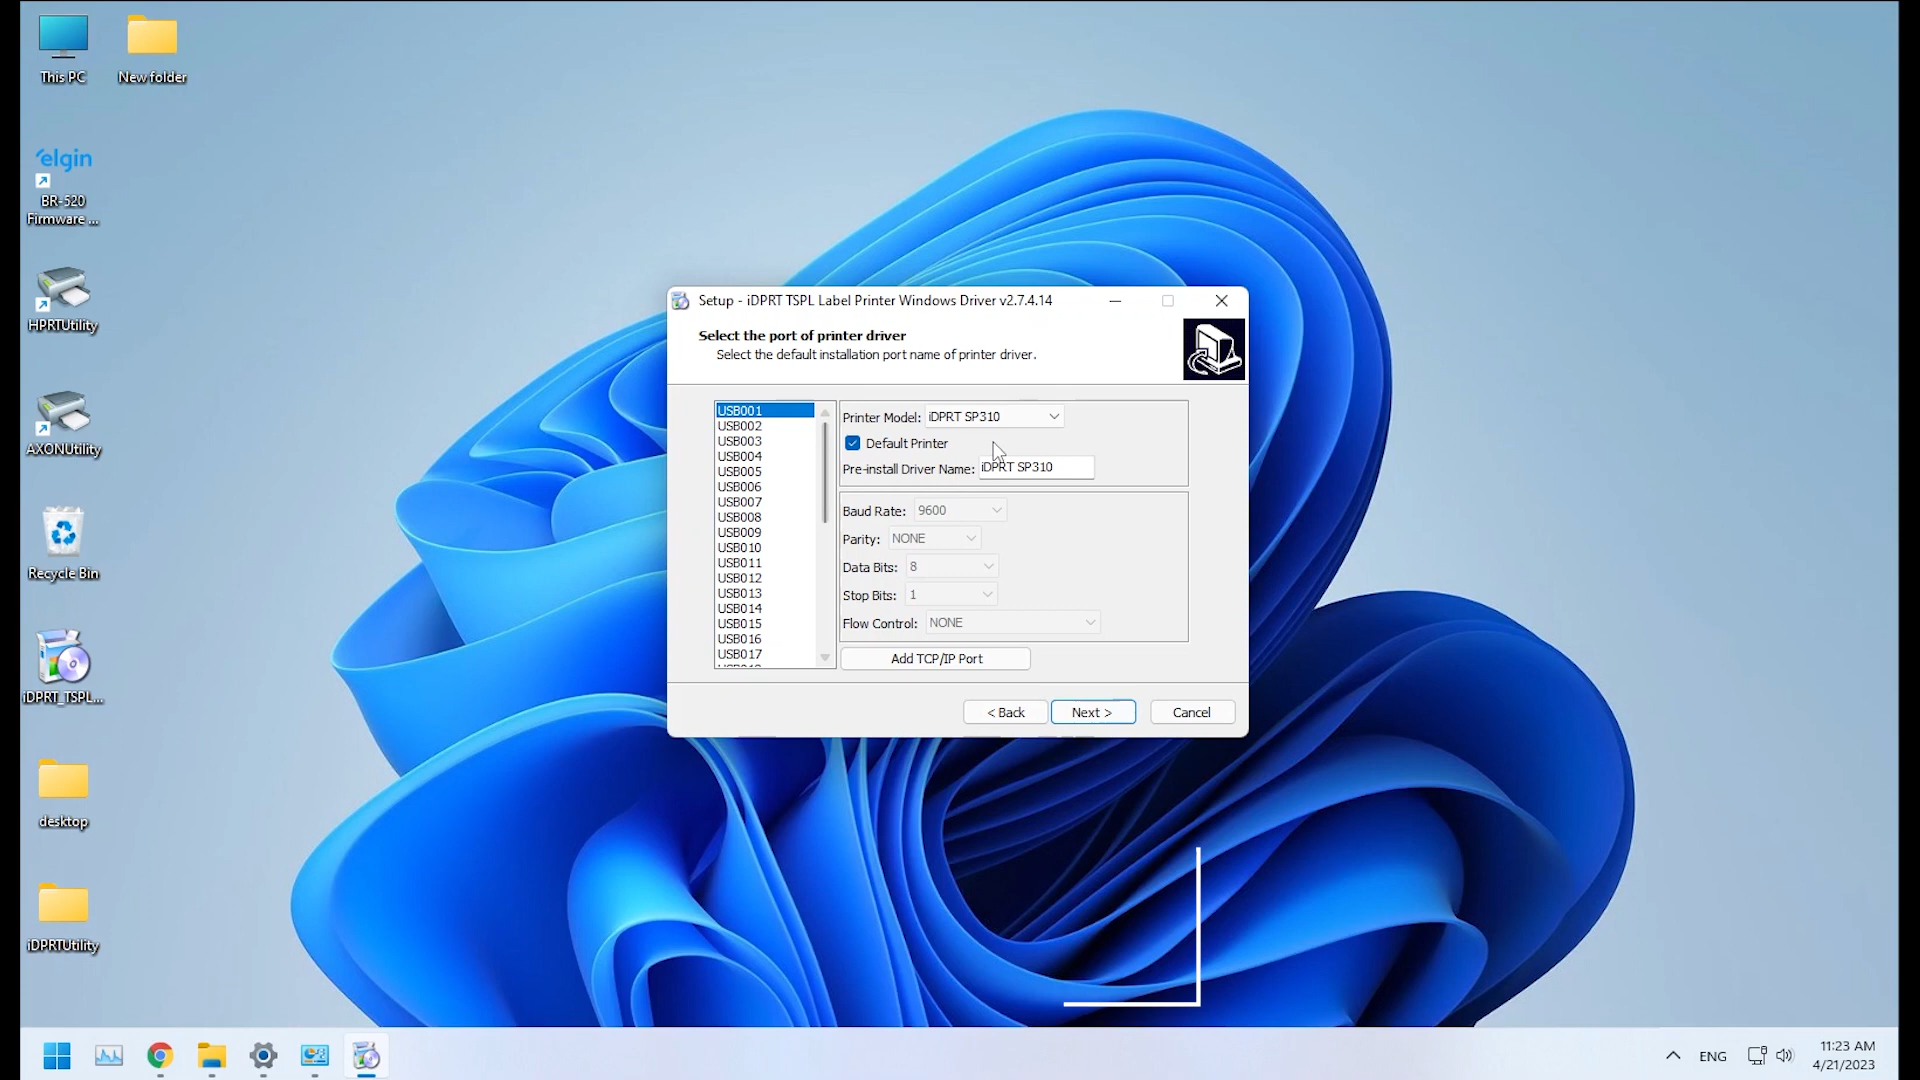 This PC
New folder
elgin
BR-520
Firmware ...
HPRTUtility
AXONUtility
Recycle Bin
iDPRT_TSPL...
desktop
iDPRTUtility
Setup - iDPRT TSPL Label Printer Windows Driver v2.7.4.14
Select the port of printer driver
Select the default installation port name of printer driver.
USB001
USB002
USB003
USB004
USB005
USB006
USB007
USB008
USB009
USB010
USB011
USB012
USB013
USB014
USB015
USB016
USB017
Printer Model: iDPRT SP310
Default Printer
Pre-install Driver Name: iDPRT SP310
Baud Rate: 9600
Parity: NONE
Data Bits: 8
Stop Bits: 1
Flow Control: NONE
Add TCP/IP Port
< Back
Next >
Cancel
ENG
11:23 AM
4/21/2023